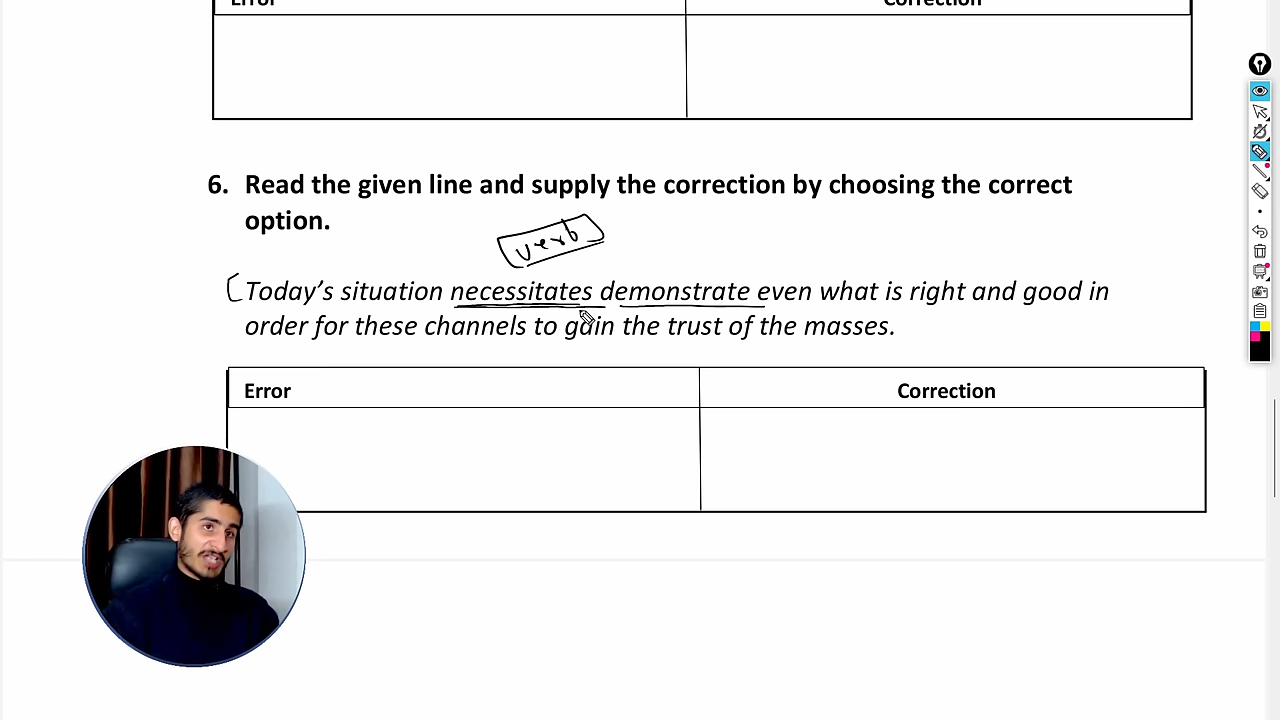 Error Correction
6. Read the given line and supply the correction by choosing the correct
option.
verb
Today's situation necessitates demonstrate even what is right and good in
order for these channels to gain the trust of the masses.
Error Correction